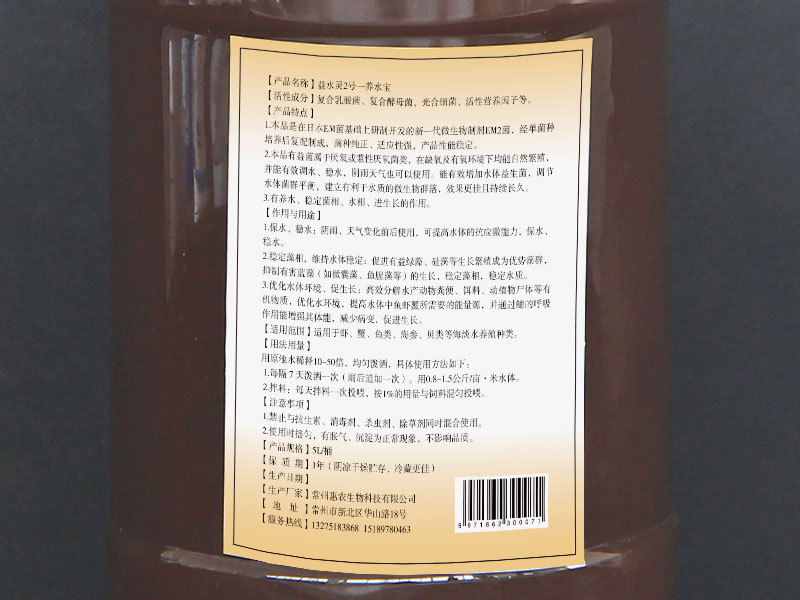 【产品名称】益水灵2号—养水宝
【活性成分】复合乳酸菌、复合酵母菌、光合细菌、活性营养因子等。
【产品特点】
1.本品是在日本EM菌基础上研制开发的新一代微生物制剂EM2菌，经单菌种
培养后复配制成，菌种纯正、适应性强，产品性能稳定。
2.本品有益菌属于厌氧或兼性厌氧菌类，在缺氧及有氧环境下均能自然繁殖，
并能有效调水、稳水，阴雨天气也可以使用。能有效增加水体益生菌，调节
水体菌群平衡，建立有利于水质的微生物群落，效果更佳且持续长久。
3.有养水、稳定菌相、水相、进生长的作用。
【作用与用途】
1.保水、稳水：阴雨、天气变化前后使用，可提高水体的抗应微能力，保水、
稳水。
2.稳定藻相，维持水体稳定：促进有益绿藻、硅藻等生长繁殖成为优势藻群，
抑制有害蓝藻（如微囊藻、鱼腥藻等）的生长，稳定藻相，稳定水质。
3.优化水体环境、促生长：高效分解水产动物粪便、饵料、动植物尸体等有
机物质，优化水环境，提高水体中鱼虾蟹所需要的能量源，并通过鳃的呼吸
作用能增强其体能，减少病变，促进生长。
【适用范围】适用于虾、蟹、鱼类、海参、贝类等海淡水养殖种类。
【用法用量】
用原纯水稀释10~50倍，均匀泼洒，具体使用方法如下：
1.每隔 7 天泼洒一次（雨后追加一次）。用0.8~1.5公斤/亩·米水体。
2.拌料：每天拌料一次投喂，按1%的用量与饲料混匀投喂。
【注意事项】
1.禁止与抗生素、消毒剂、杀虫剂、除草剂同时混合使用。
2.使用时摇匀，有胀气、沉淀为正常现象，不影响品质。
【产品规格】5L/桶
【保 质 期】1年（阴凉干燥贮存、冷藏更佳）
【生产日期】
【生产厂家】常州惠农生物科技有限公司
【地 址】常州市新北区华山路18号
【服务热线】13275183868 15189780463
6 971662 300071